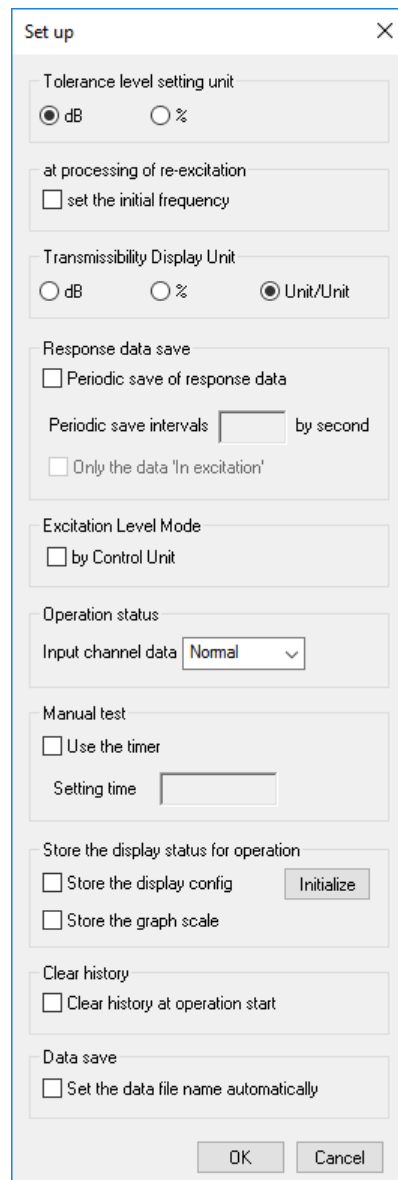 Set up
Tolerance level setting unit
dB %
at processing of re-excitation
set the initial frequency
Transmissibility Display Unit
dB % Unit/Unit
Response data save
Periodic save of response data
Periodic save intervals by second
Only the data 'In excitation'
Excitation Level Mode
by Control Unit
Operation status
Input channel data Normal
Manual test
Use the timer
Setting time
Store the display status for operation
Store the display config Initialize
Store the graph scale
Clear history
Clear history at operation start
Data save
Set the data file name automatically
OK Cancel